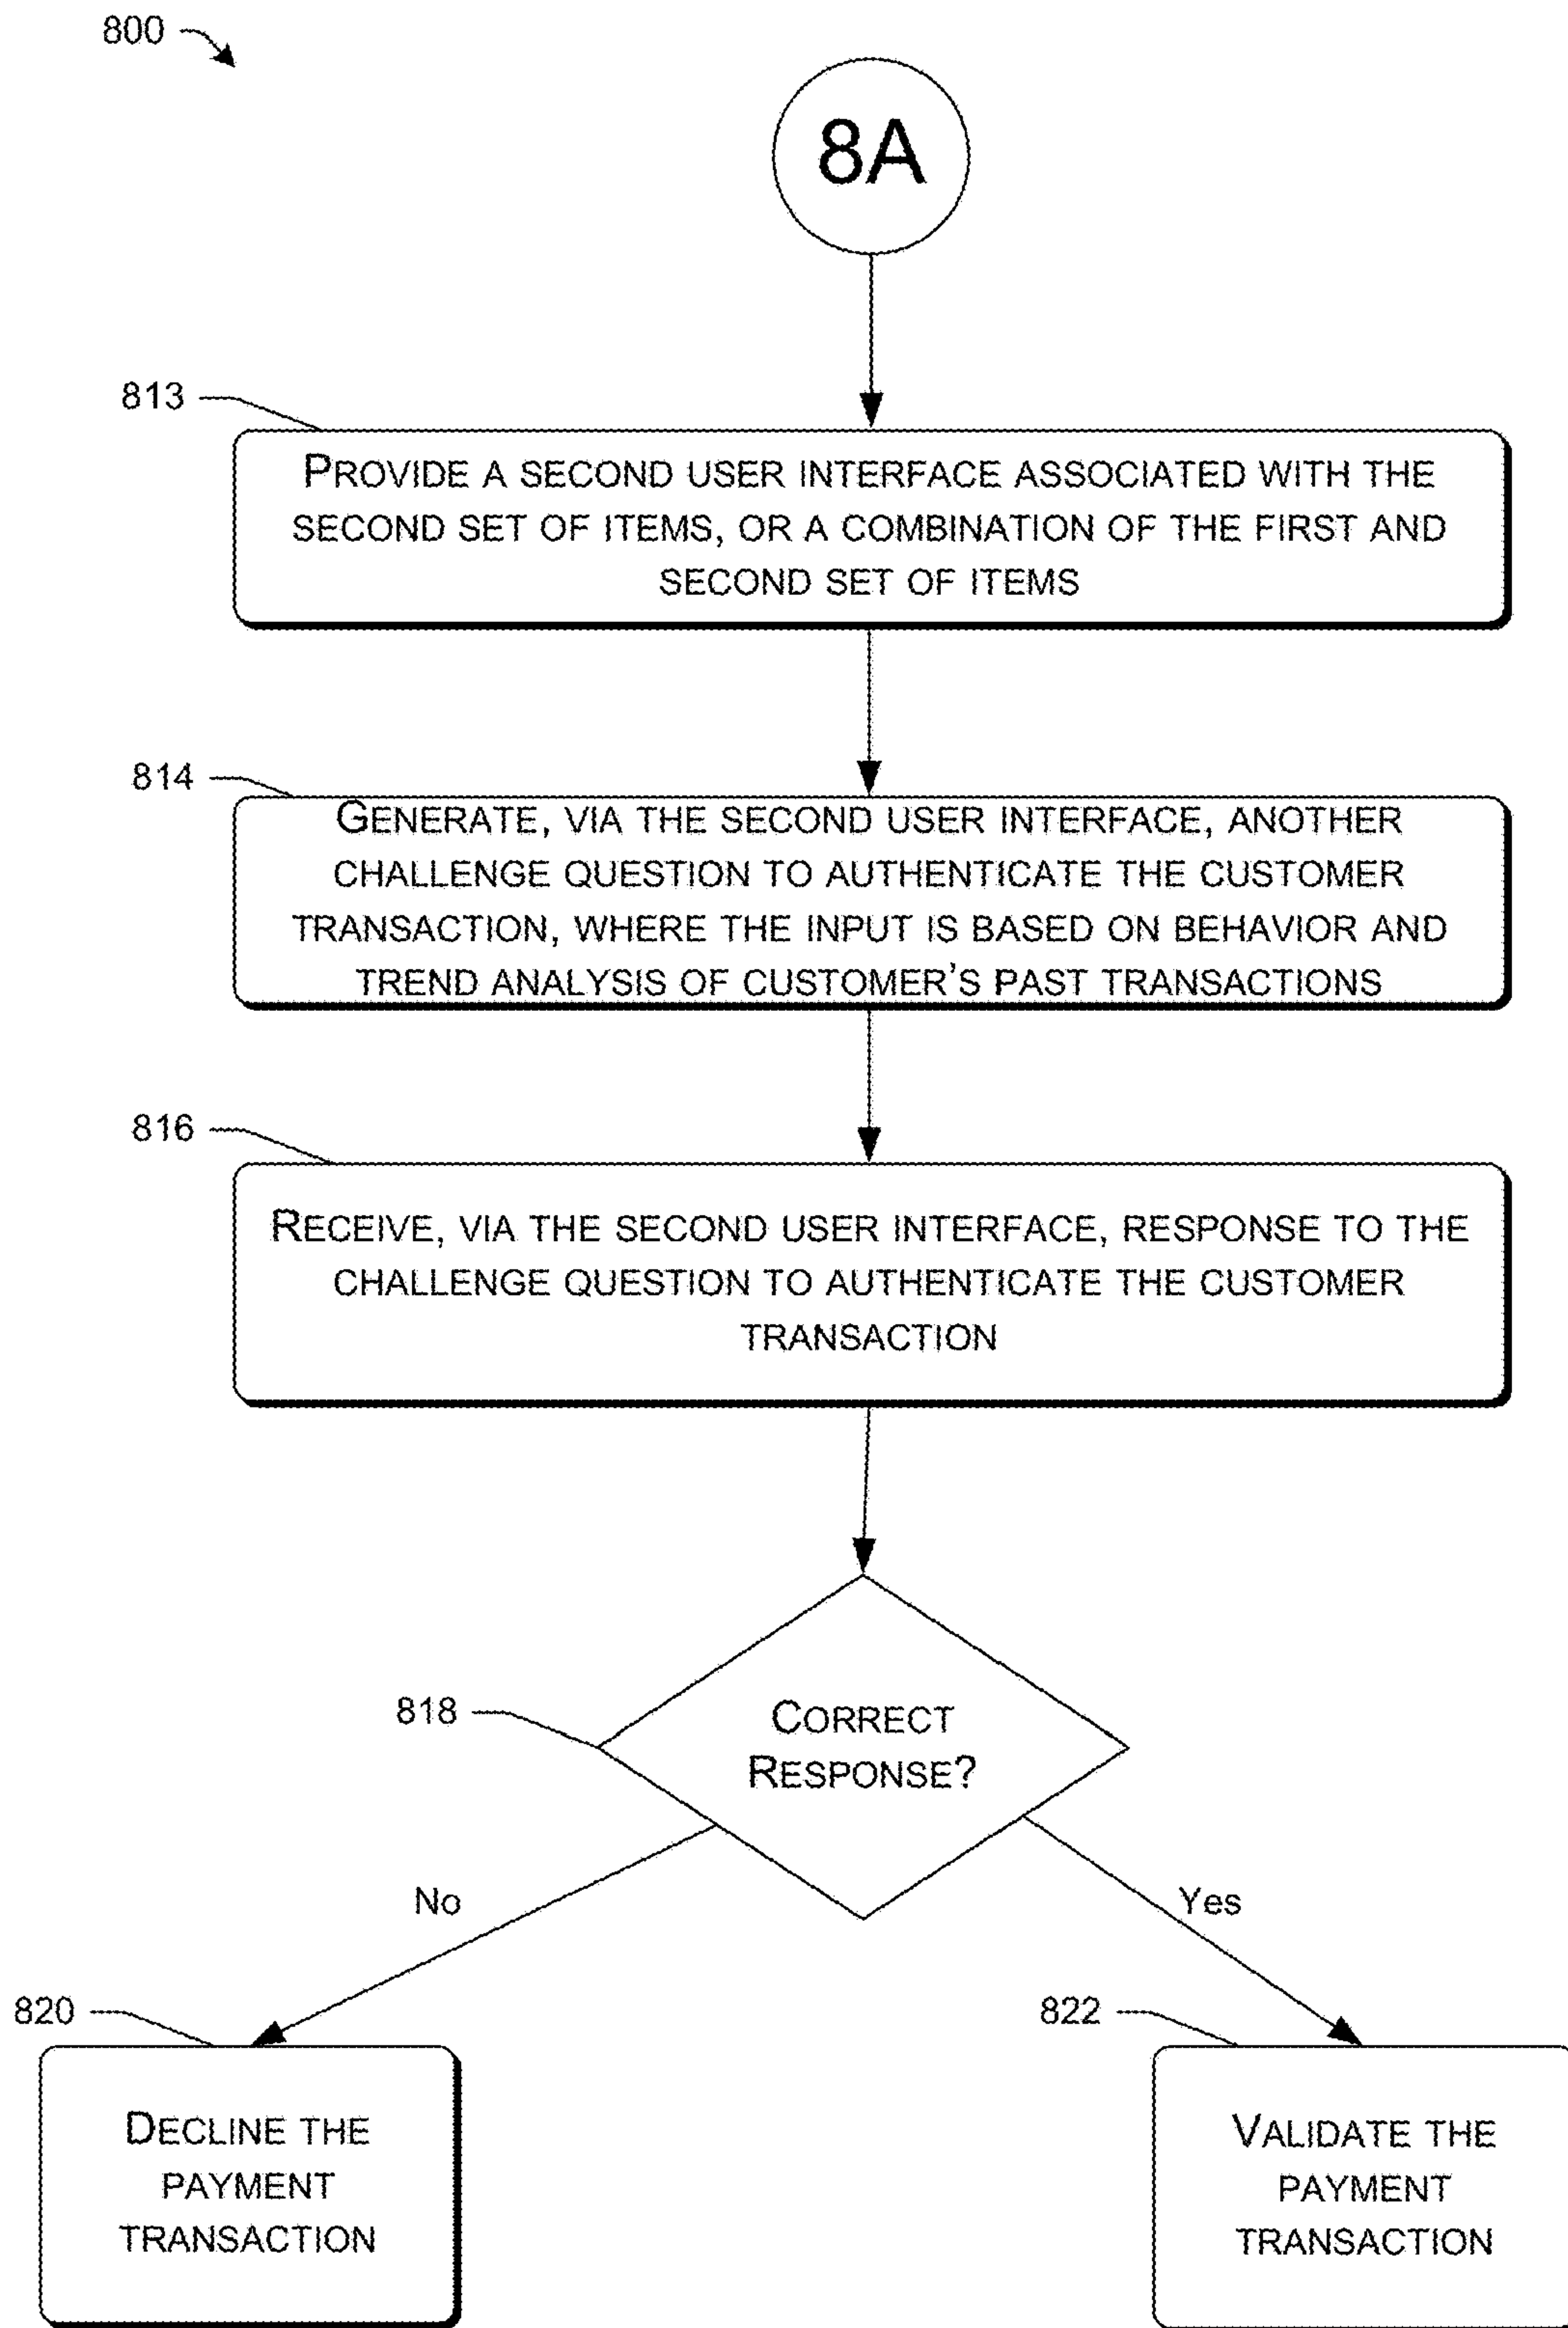 800
8A
813
PROVIDE A SECOND USER INTERFACE ASSOCIATED WITH THE
SECOND SET OF ITEMS, OR A COMBINATION OF THE FIRST AND
SECOND SET OF ITEMS
814
GENERATE, VIA THE SECOND USER INTERFACE, ANOTHER
CHALLENGE QUESTION TO AUTHENTICATE THE CUSTOMER
TRANSACTION, WHERE THE INPUT IS BASED ON BEHAVIOR AND
TREND ANALYSIS OF CUSTOMER'S PAST TRANSACTIONS
816
RECEIVE, VIA THE SECOND USER INTERFACE, RESPONSE TO THE
CHALLENGE QUESTION TO AUTHENTICATE THE CUSTOMER
TRANSACTION
818
CORRECT
RESPONSE?
No
Yes
820
DECLINE THE
PAYMENT
TRANSACTION
822
VALIDATE THE
PAYMENT
TRANSACTION